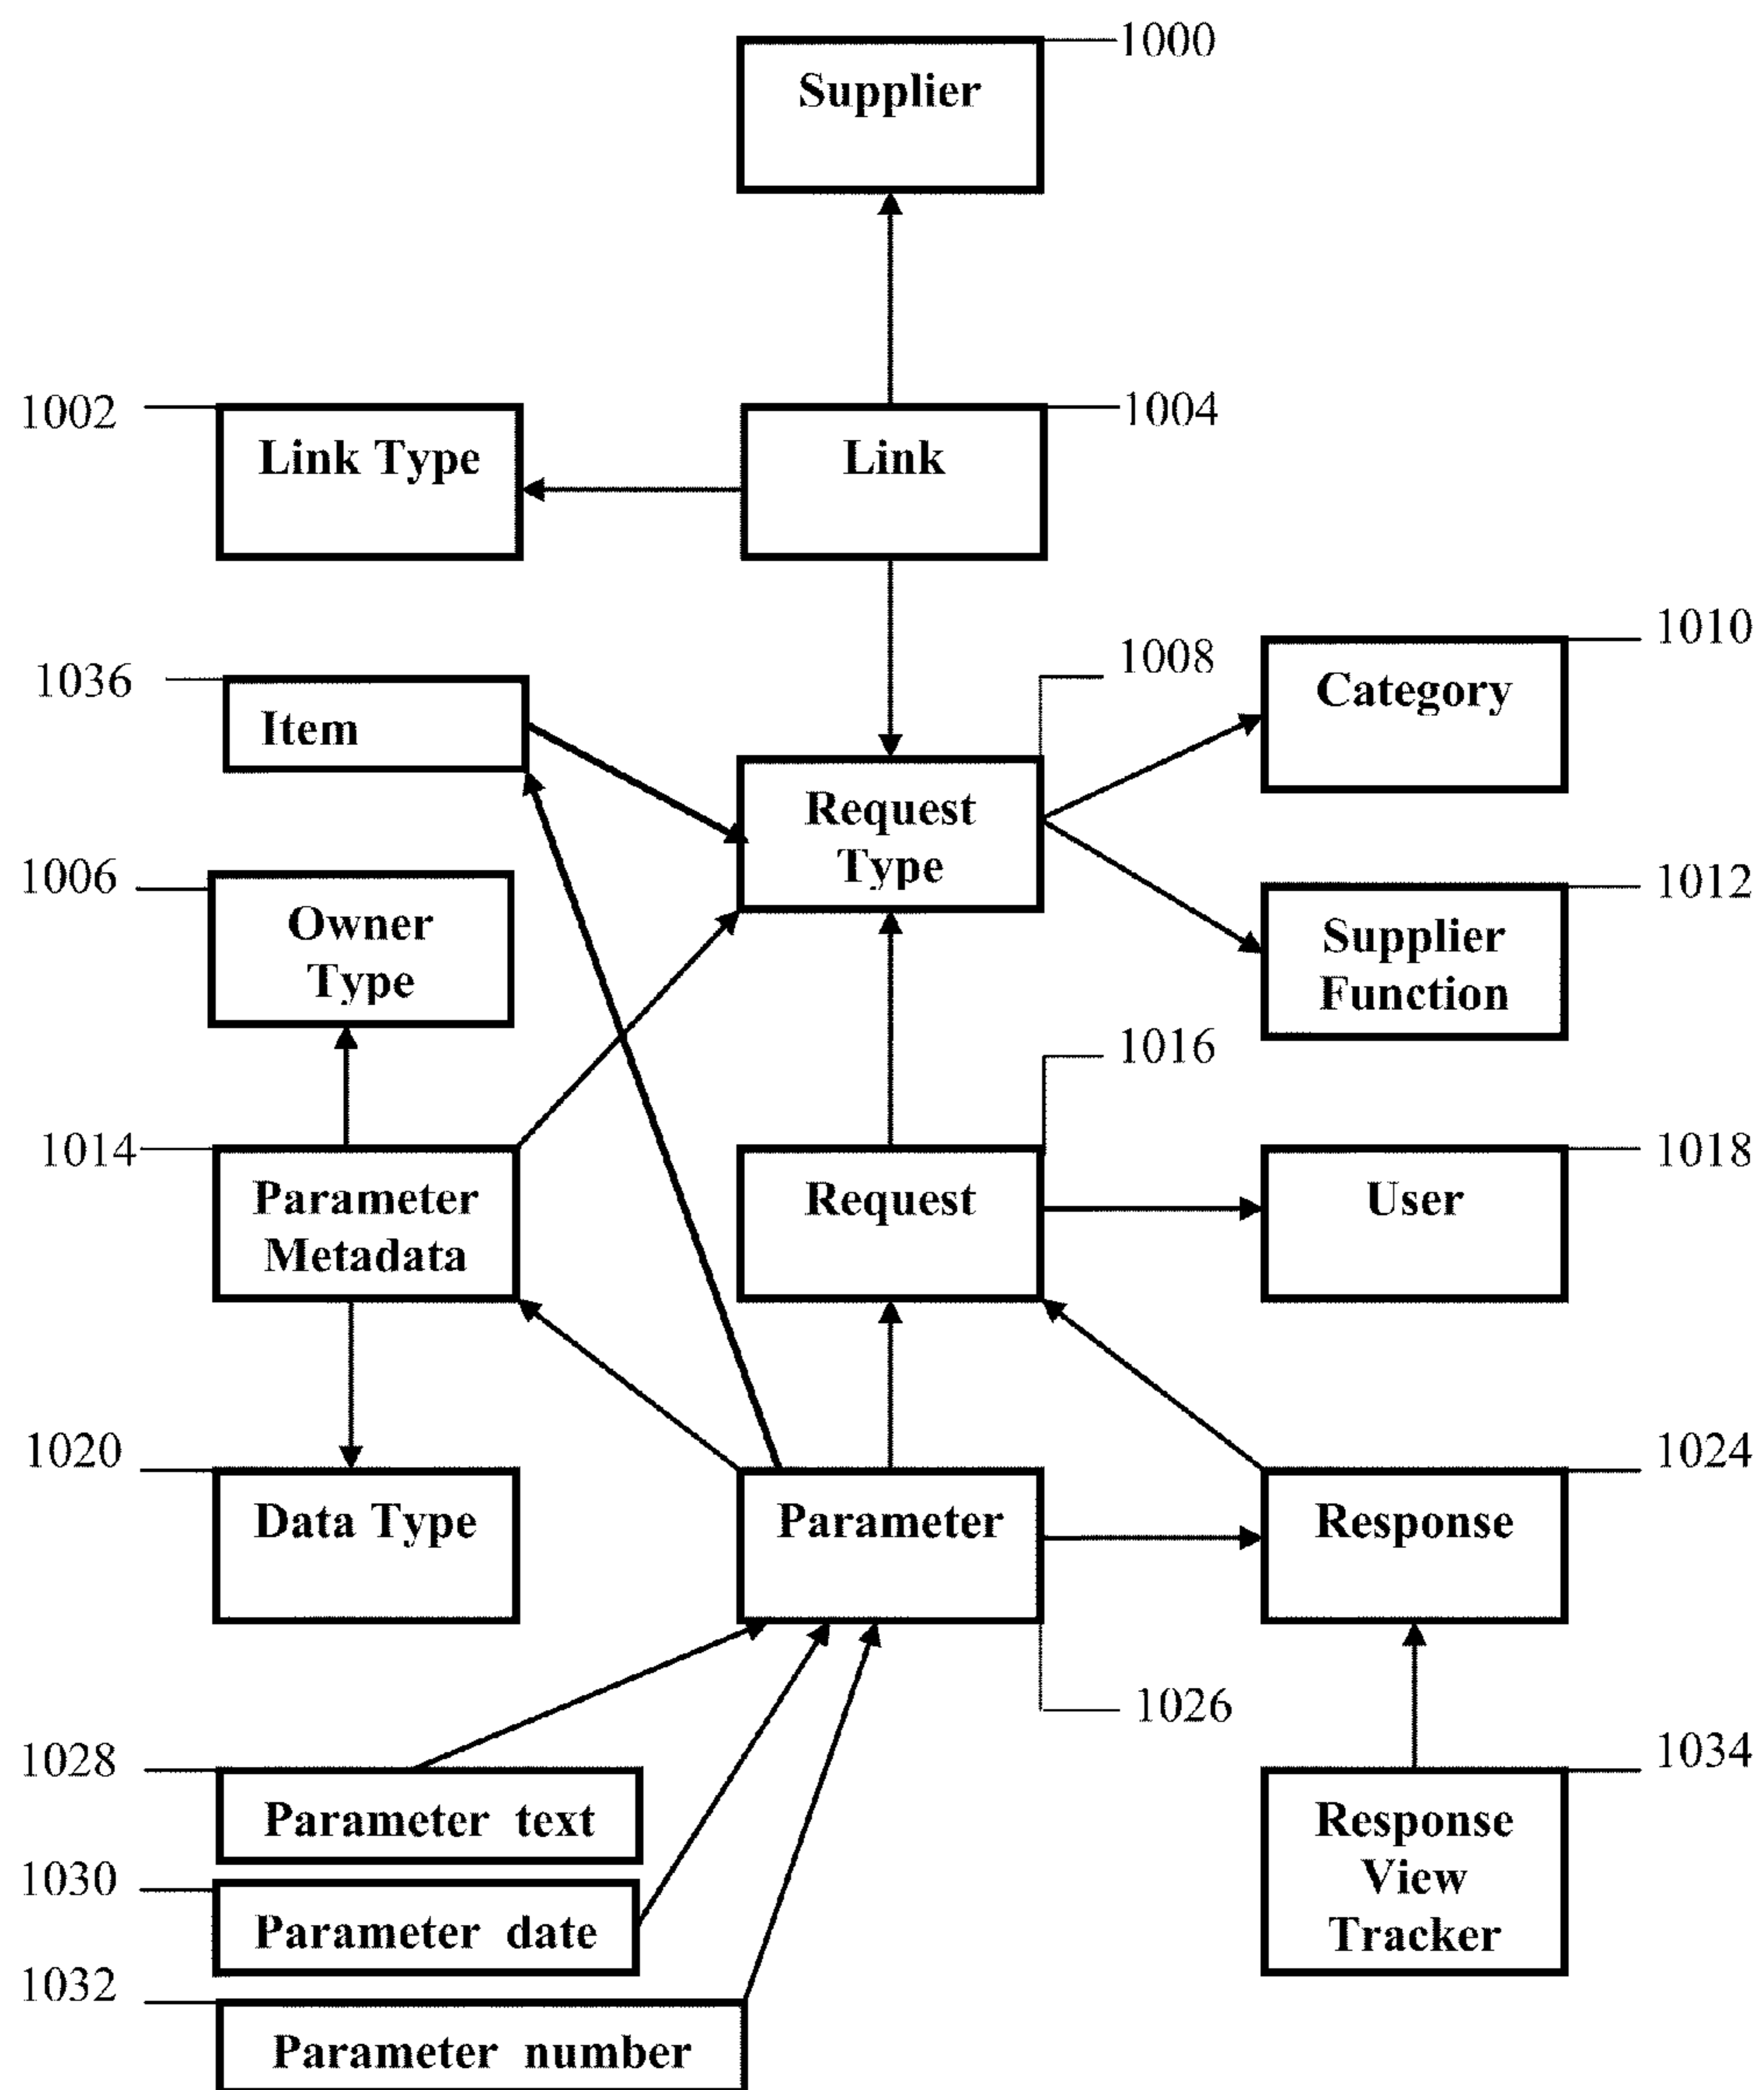 1000
Supplier
1002
Link Type
Link
1004
1036
Item
1008
Request
Type
1010
Category
1006
Owner
Type
1012
Supplier
Function
1014
Parameter
Metadata
1016
Request
1018
User
1020
Data Type
Parameter
1026
1024
Response
1028
Parameter text
1030
Parameter date
1032
Parameter number
1034
Response
View
Tracker